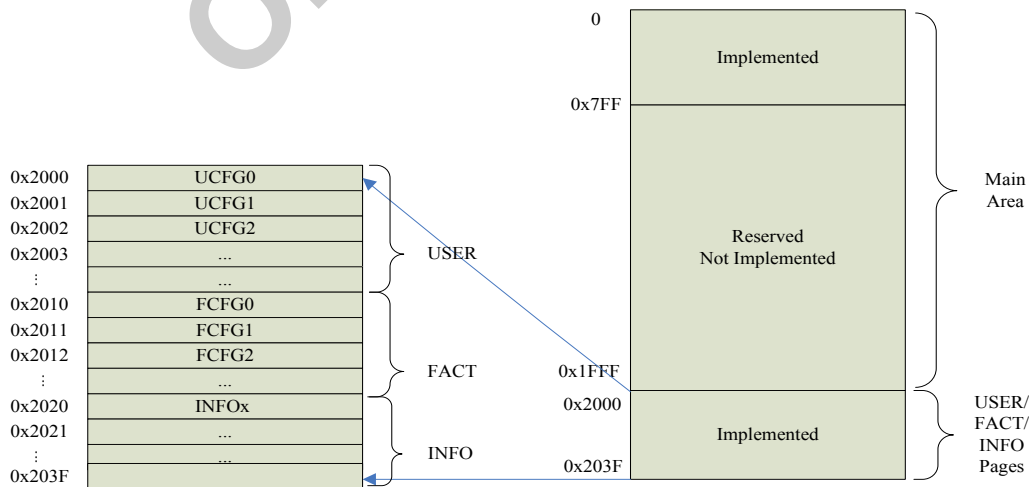 0
Implemented
0x7FF
Reserved
Not Implemented
Main
Area
0x1FFF
0x2000
Implemented
0x203F
USER/
FACT/
INFO
Pages
0x2000 UCFG0
0x2001 UCFG1
0x2002 UCFG2
0x2003 ...
⋮ ...
USER
0x2010 FCFG0
0x2011 FCFG1
0x2012 FCFG2
⋮ ...
FACT
0x2020 INFOx
0x2021 ...
⋮ ...
0x203F
INFO